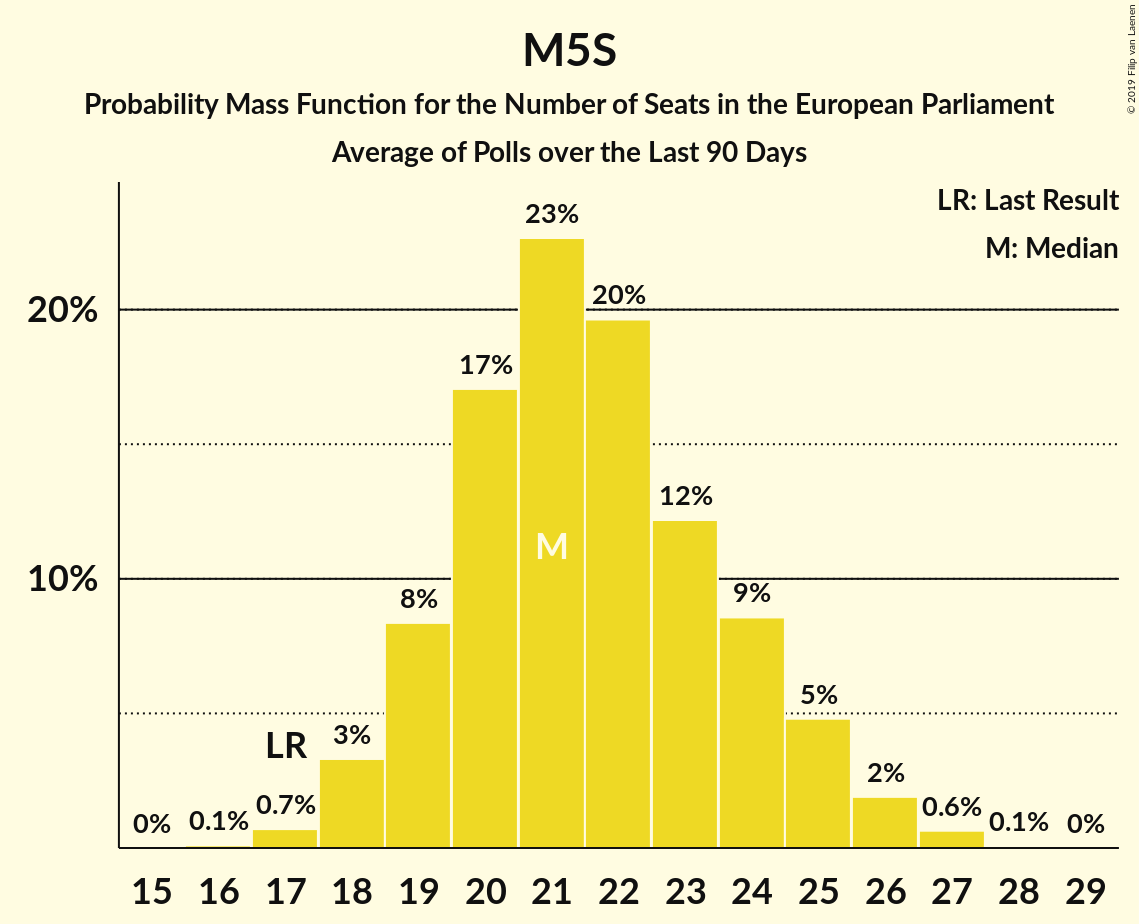 M5S
Probability Mass Function for the Number of Seats in the European Parliament
Average of Polls over the Last 90 Days
© 2019 Filip van Laenen
LR: Last Result
M: Median
20%
10%
0%
0.1%
0.7%
LR
3%
8%
17%
23%
M
20%
12%
9%
5%
2%
0.6%
0.1%
0%
15 16 17 18 19 20 21 22 23 24 25 26 27 28 29